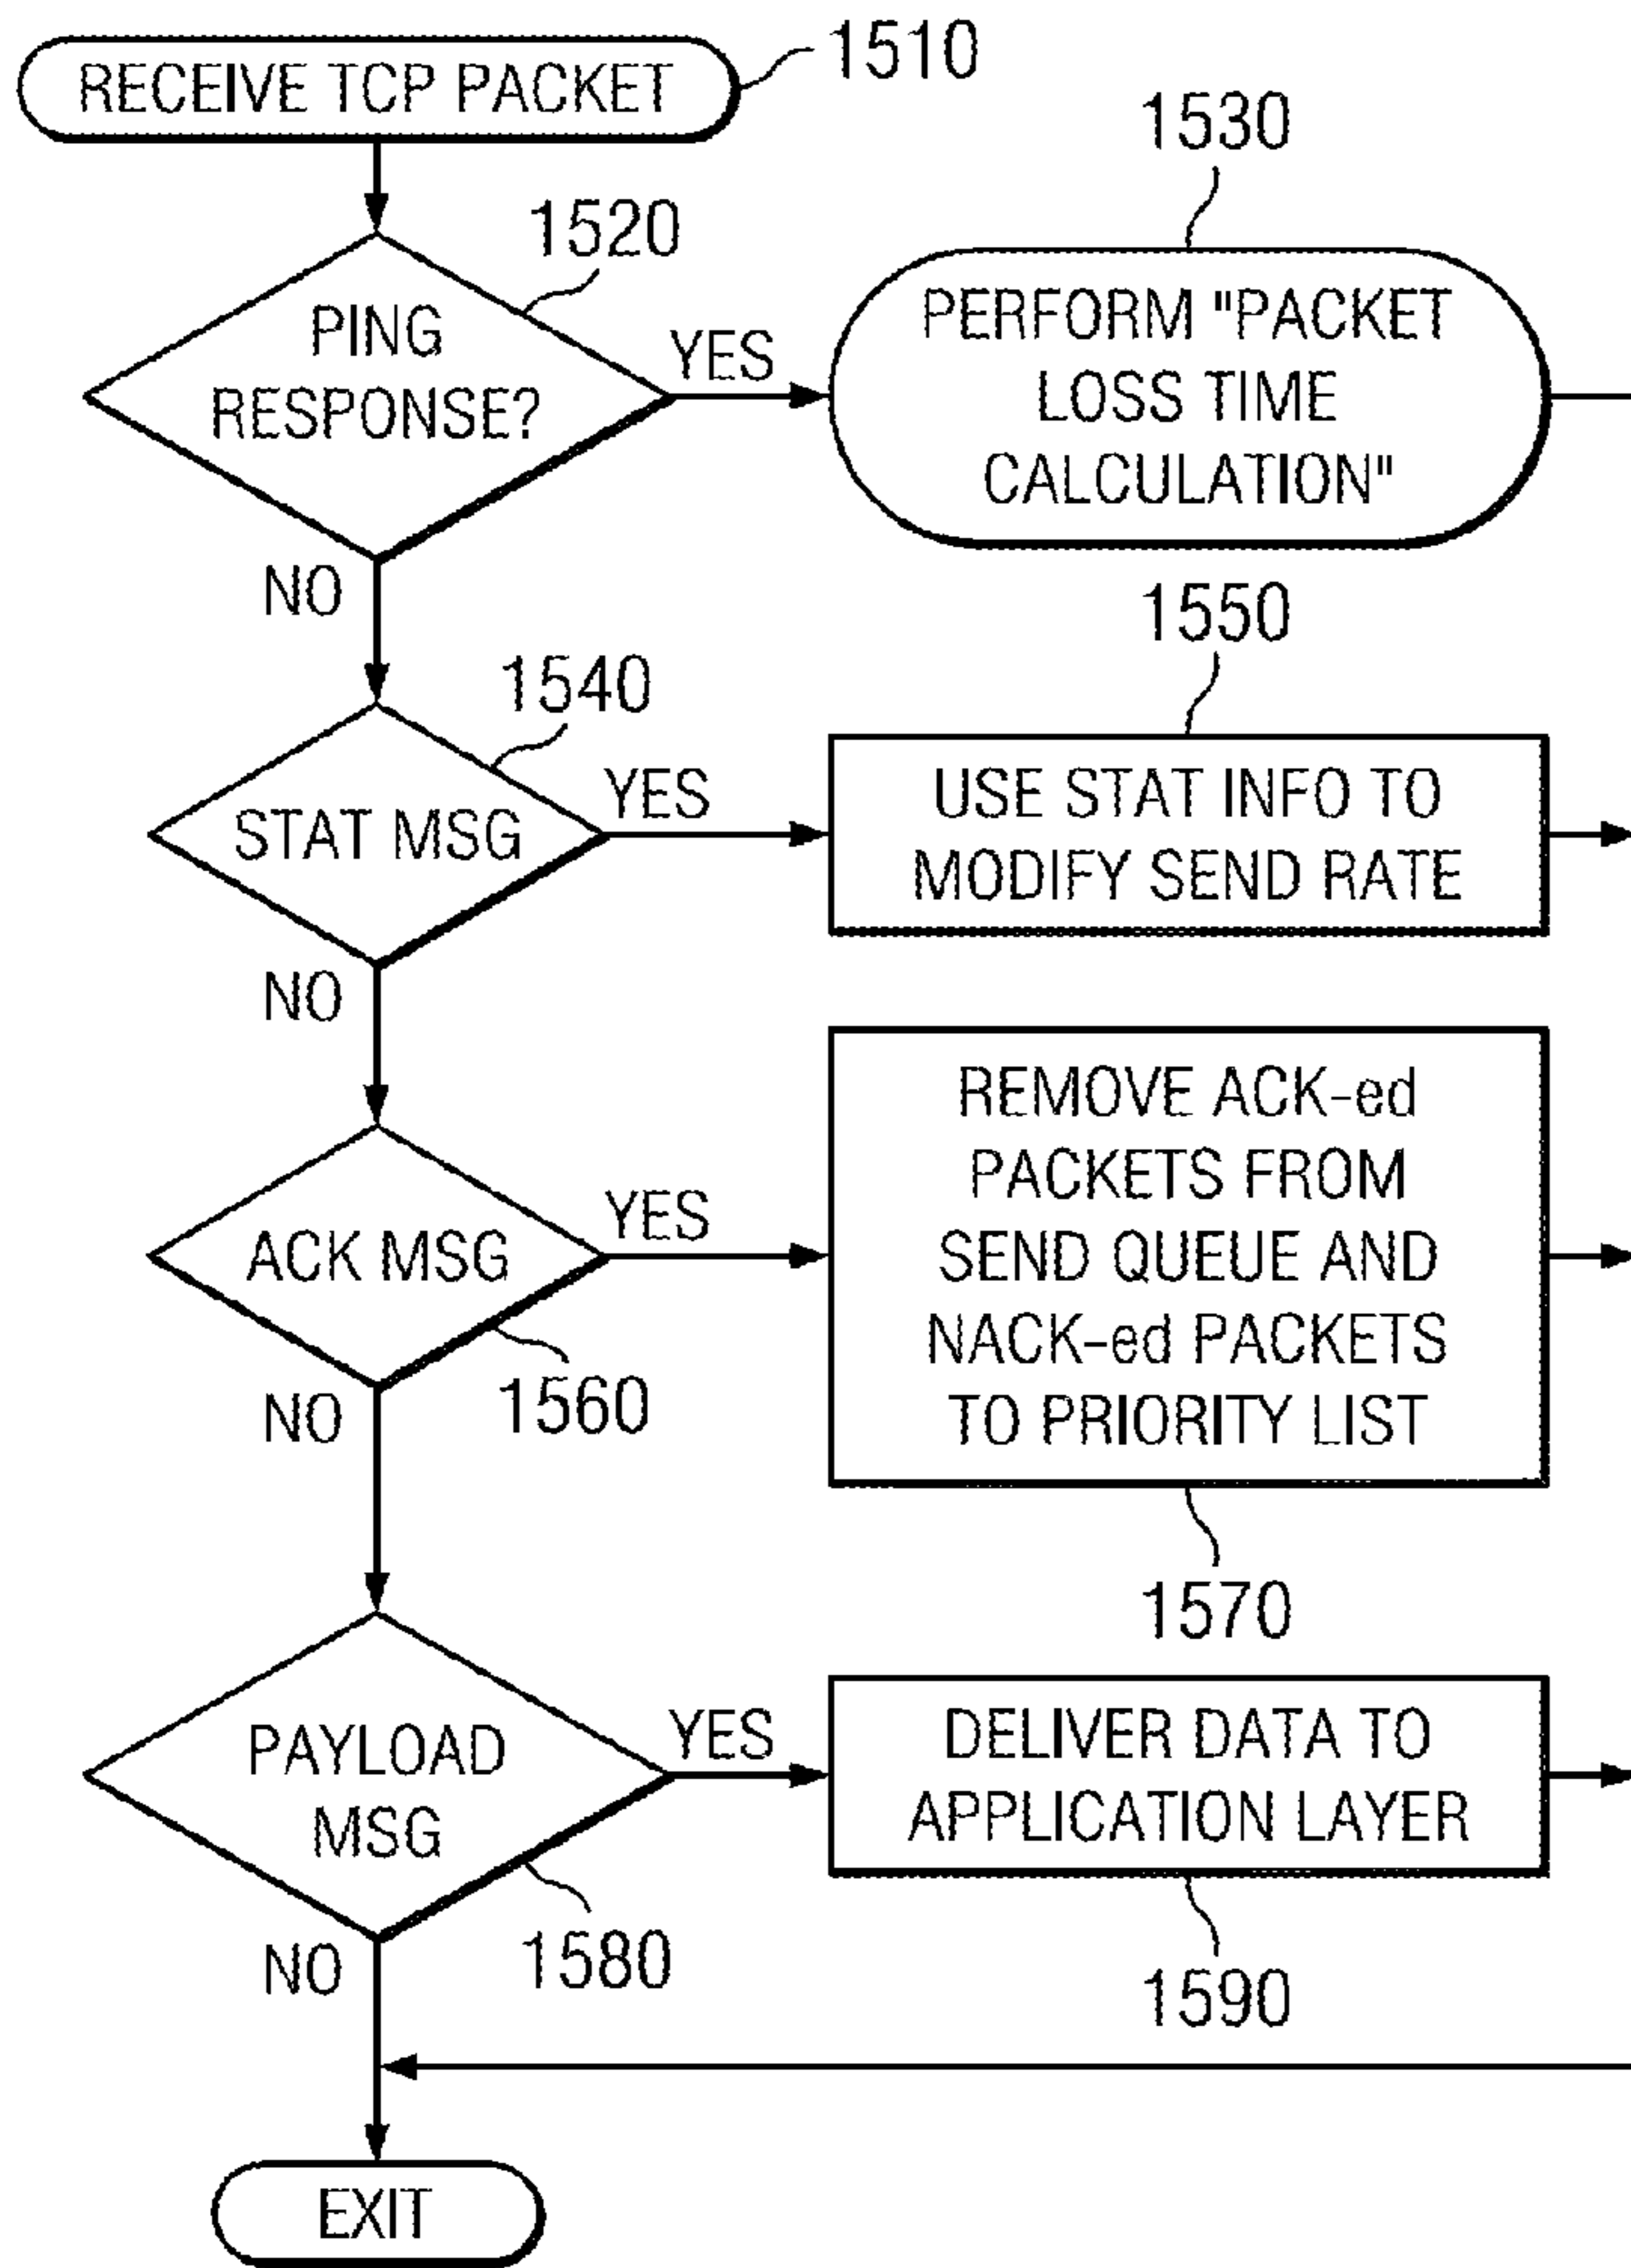 RECEIVE TCP PACKET
1510
1520
PING
RESPONSE?
YES
NO
1530
PERFORM "PACKET
LOSS TIME
CALCULATION"
1540
STAT MSG
YES
NO
1550
USE STAT INFO TO
MODIFY SEND RATE
ACK MSG
YES
NO
1560
REMOVE ACK-ed
PACKETS FROM
SEND QUEUE AND
NACK-ed PACKETS
TO PRIORITY LIST
1570
PAYLOAD
MSG
YES
NO
1580
DELIVER DATA TO
APPLICATION LAYER
1590
EXIT